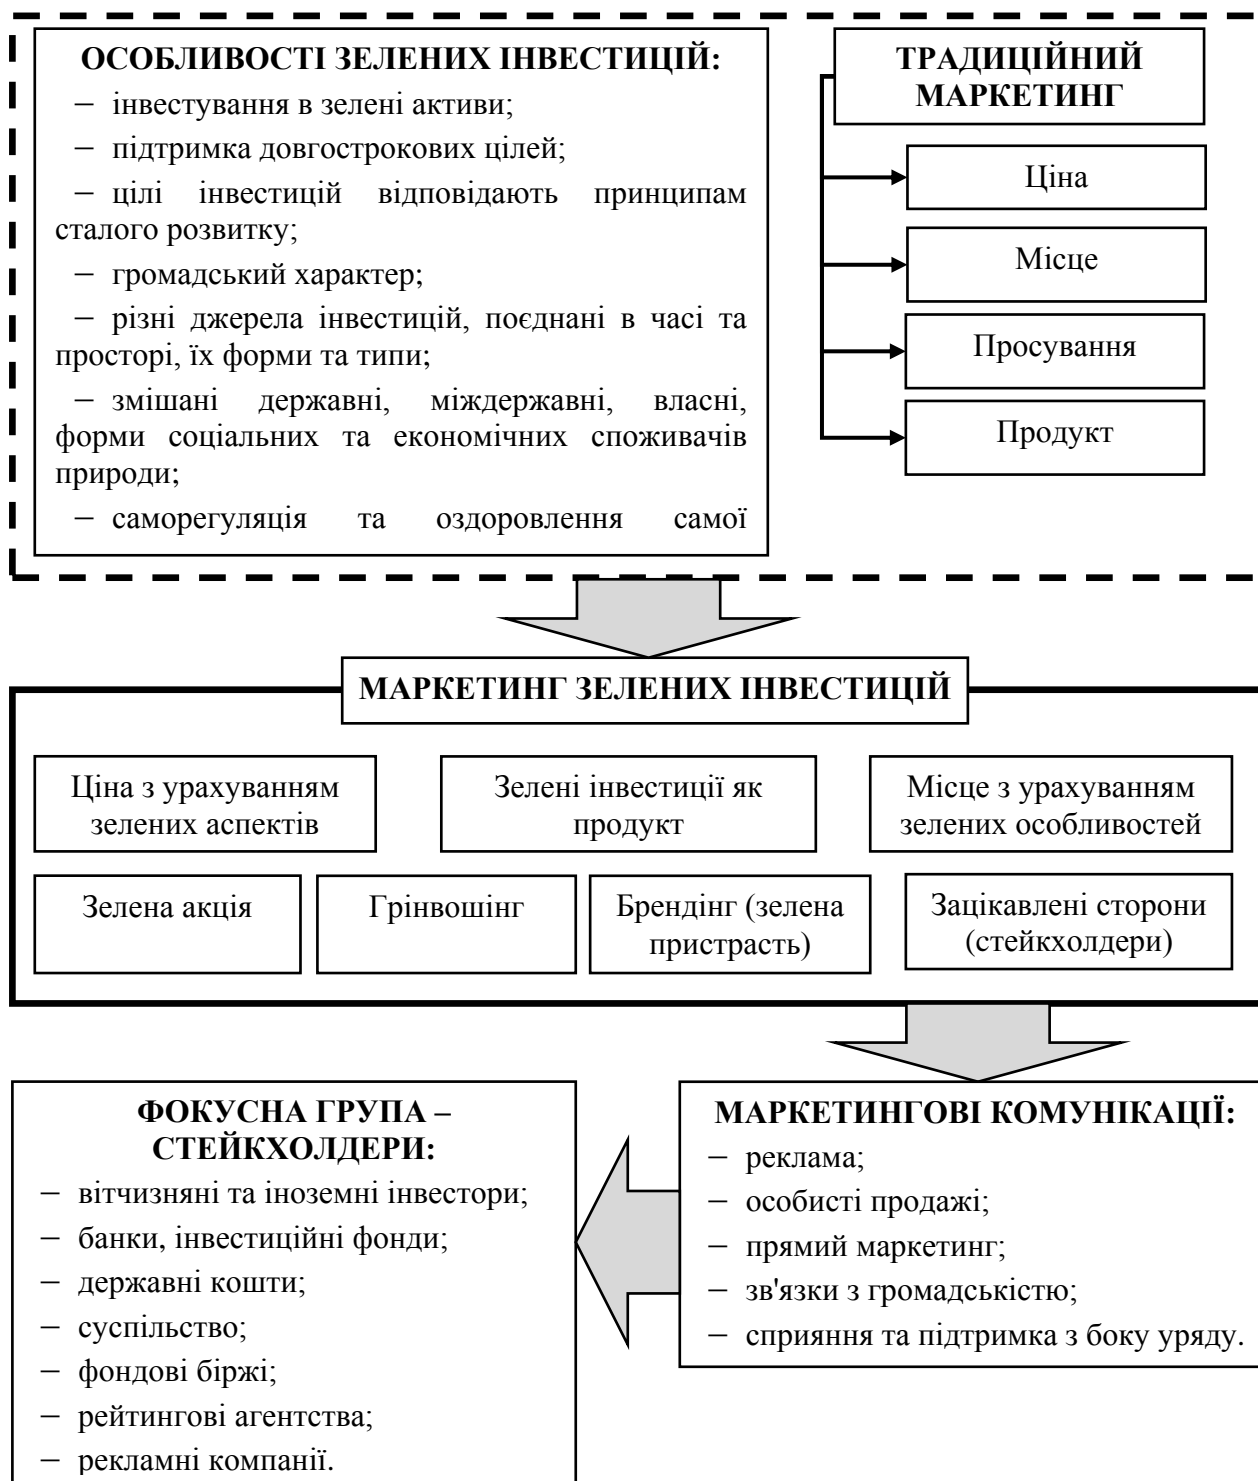 ОСОБЛИВОСТІ ЗЕЛЕНИХ ІНВЕСТИЦІЙ:
– інвестування в зелені активи;
– підтримка довгострокових цілей;
– цілі інвестицій відповідають принципам
сталого розвитку;
– громадський характер;
– різні джерела інвестицій, поєднані в часі та
просторі, їх форми та типи;
– змішані державні, міждержавні, власні,
форми соціальних та економічних споживачів
природи;
– саморегуляція та оздоровлення самої
ТРАДИЦІЙНИЙ
МАРКЕТИНГ
Ціна
Місце
Просування
Продукт
МАРКЕТИНГ ЗЕЛЕНИХ ІНВЕСТИЦІЙ
Ціна з урахуванням
зелених аспектів
Зелені інвестиції як
продукт
Місце з урахуванням
зелених особливостей
Зелена акція
Грінвошінг
Брендінг (зелена
пристрасть)
Зацікавлені сторони
(стейкхолдери)
ФОКУСНА ГРУПА –
СТЕЙКХОЛДЕРИ:
– вітчизняні та іноземні інвестори;
– банки, інвестиційні фонди;
– державні кошти;
– суспільство;
– фондові біржі;
– рейтингові агентства;
– рекламні компанії.
МАРКЕТИНГОВІ КОМУНІКАЦІЇ:
– реклама;
– особисті продажі;
– прямий маркетинг;
– зв'язки з громадськістю;
– сприяння та підтримка з боку уряду.